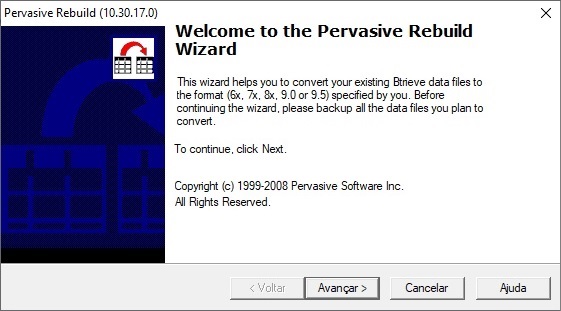 Pervasive Rebuild (10.30.17.0)
Welcome to the Pervasive Rebuild
Wizard
This wizard helps you to convert your existing Btrieve data files to
the format (6x, 7x, 8x, 9.0 or 9.5) specified by you. Before
continuing the wizard, please backup all the data files you plan to
convert.
To continue, click Next.
Copyright (c) 1999-2008 Pervasive Software Inc.
All Rights Reserved.
< Voltar
Avançar >
Cancelar
Ajuda